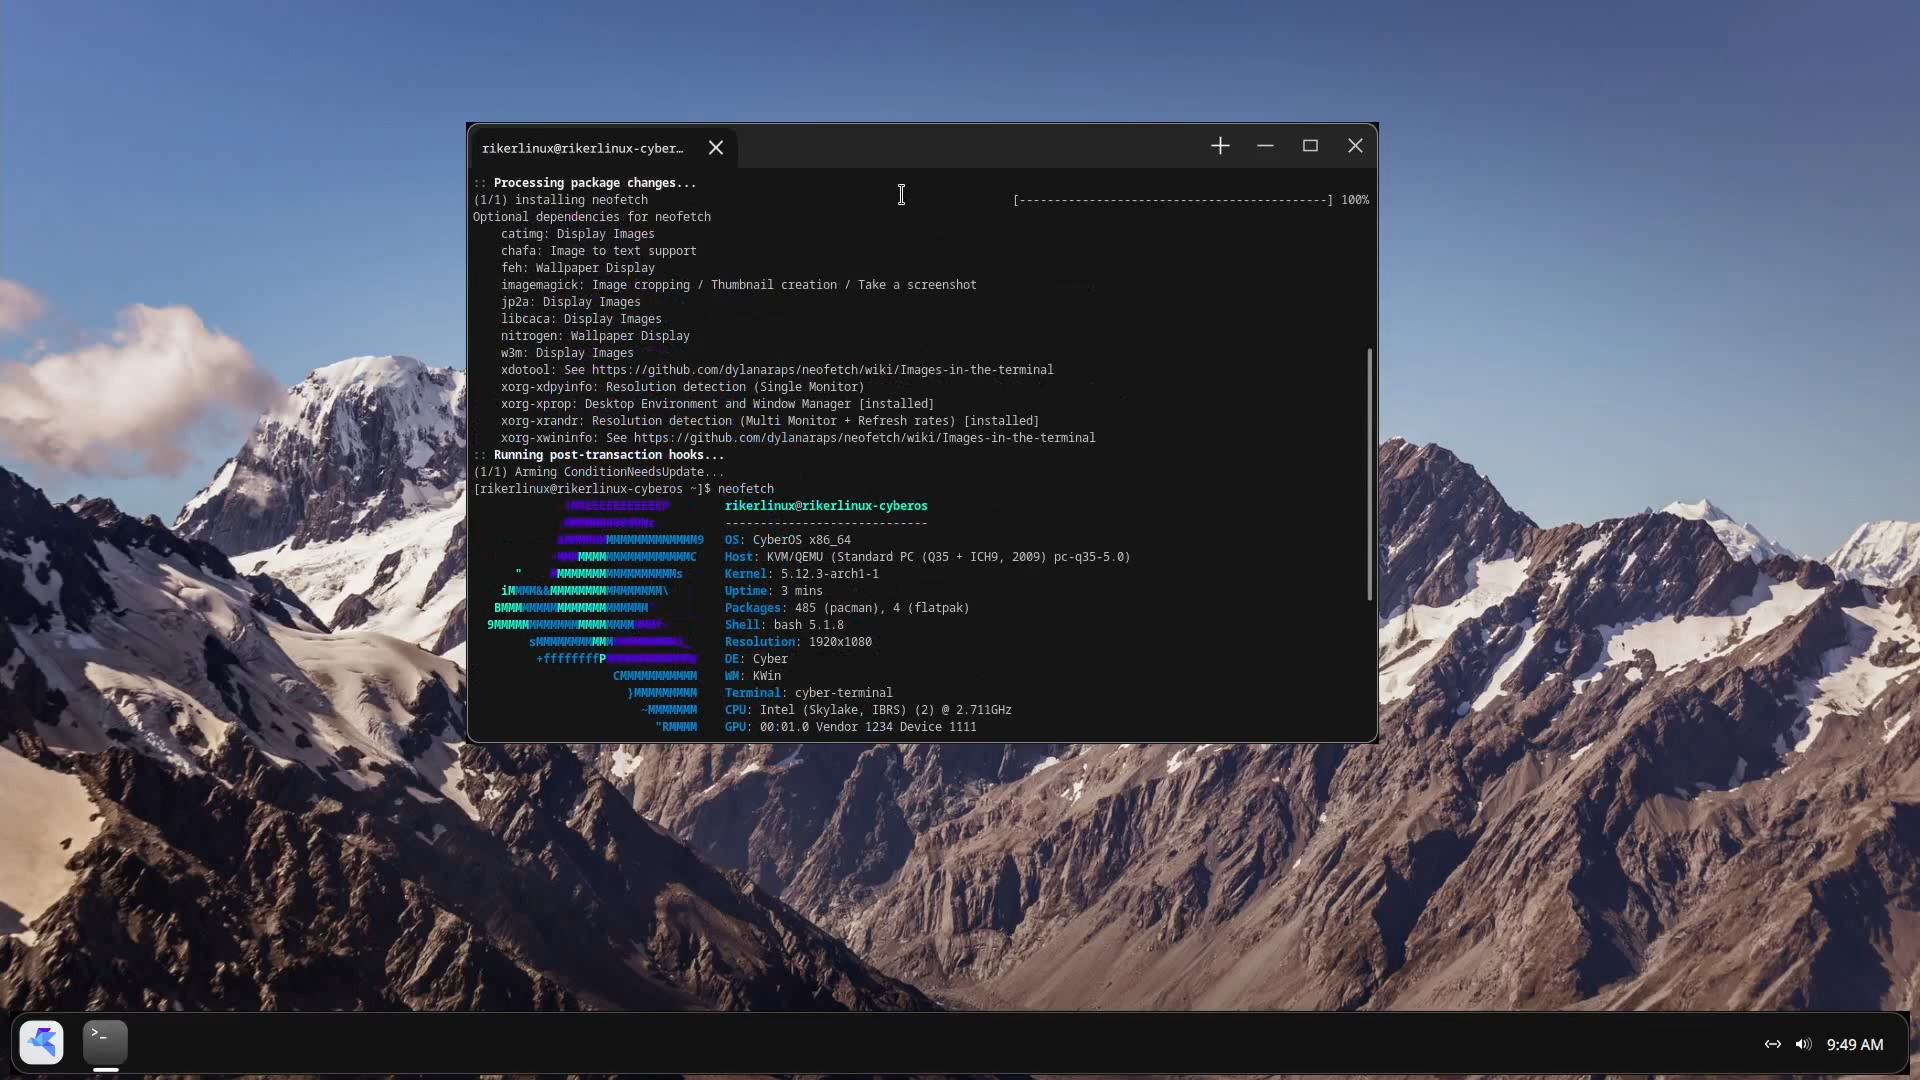 rikerlinux@rikerlinux-cyber...
:: Processing package changes...
(1/1) installing neofetch [--------------------------------------------] 100%
Optional dependencies for neofetch
catimg: Display Images
chafa: Image to text support
feh: Wallpaper Display
imagemagick: Image cropping / Thumbnail creation / Take a screenshot
jp2a: Display Images
libcaca: Display Images
nitrogen: Wallpaper Display
w3m: Display Images
xdotool: See https://github.com/dylanaraps/neofetch/wiki/Images-in-the-terminal
xorg-xdpyinfo: Resolution detection (Single Monitor)
xorg-xprop: Desktop Environment and Window Manager [installed]
xorg-xrandr: Resolution detection (Multi Monitor + Refresh rates) [installed]
xorg-xwininfo: See https://github.com/dylanaraps/neofetch/wiki/Images-in-the-terminal
:: Running post-transaction hooks...
(1/1) Arming ConditionNeedsUpdate...
[rikerlinux@rikerlinux-cyberos ~]$ neofetch
rikerlinux@rikerlinux-cyberos
-----------------------------
OS: CyberOS x86_64
Host: KVM/QEMU (Standard PC (Q35 + ICH9, 2009) pc-q35-5.0)
Kernel: 5.12.3-arch1-1
Uptime: 3 mins
Packages: 485 (pacman), 4 (flatpak)
Shell: bash 5.1.8
Resolution: 1920x1080
DE: Cyber
WM: KWin
Terminal: cyber-terminal
CPU: Intel (Skylake, IBRS) (2) @ 2.711GHz
GPU: 00:01.0 Vendor 1234 Device 1111
>_
9:49 AM